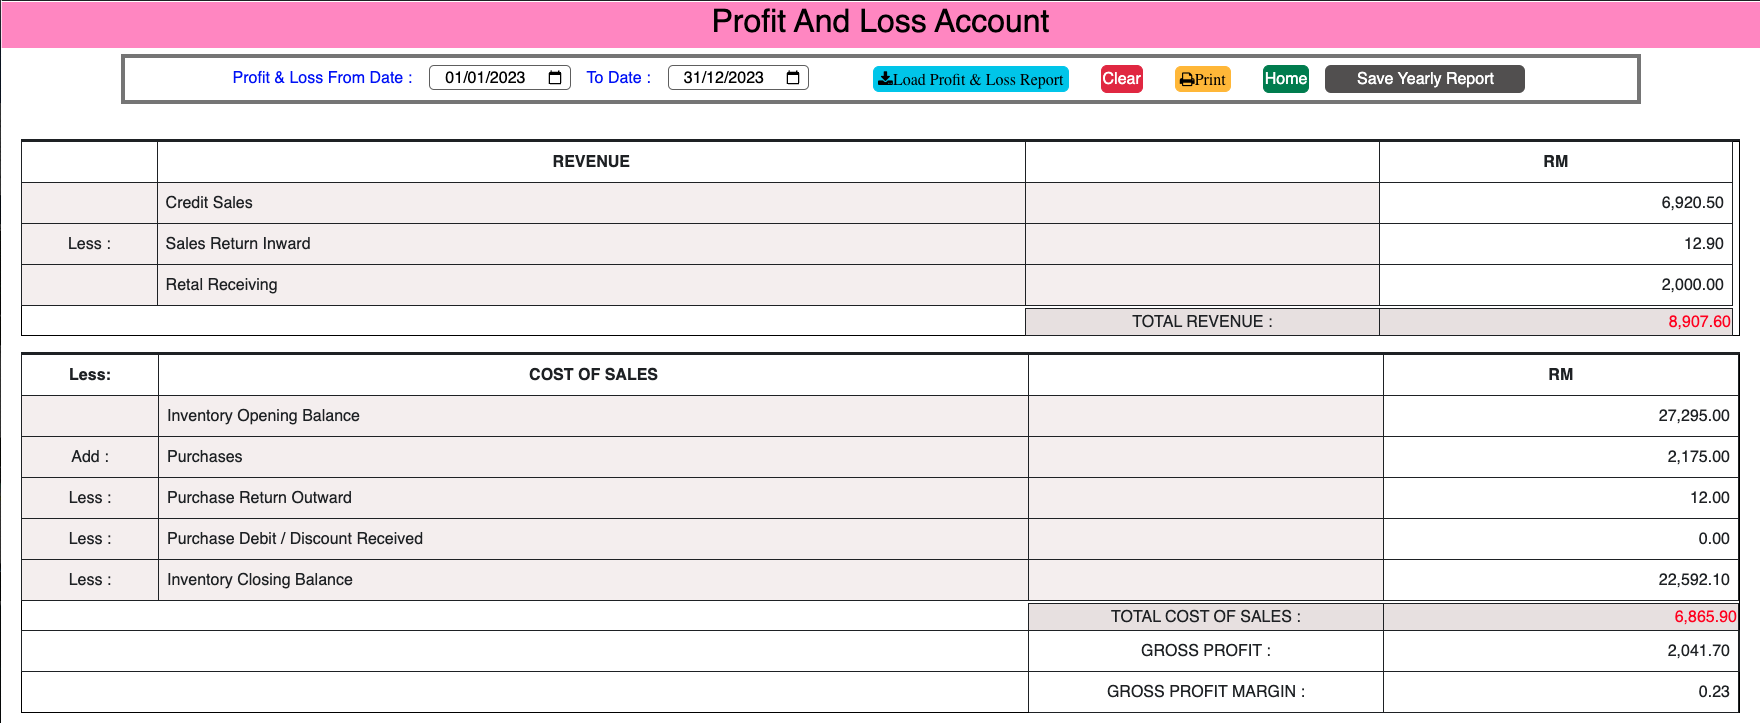 Profit And Loss Account
Profit & Loss From Date : 01/01/2023 To Date : 31/12/2023 Load Profit & Loss Report Clear Print Home Save Yearly Report
REVENUE RM
Credit Sales 6,920.50
Less : Sales Return Inward 12.90
Retal Receiving 2,000.00
TOTAL REVENUE : 8,907.60
Less: COST OF SALES RM
Inventory Opening Balance 27,295.00
Add : Purchases 2,175.00
Less : Purchase Return Outward 12.00
Less : Purchase Debit / Discount Received 0.00
Less : Inventory Closing Balance 22,592.10
TOTAL COST OF SALES : 6,865.90
GROSS PROFIT : 2,041.70
GROSS PROFIT MARGIN : 0.23